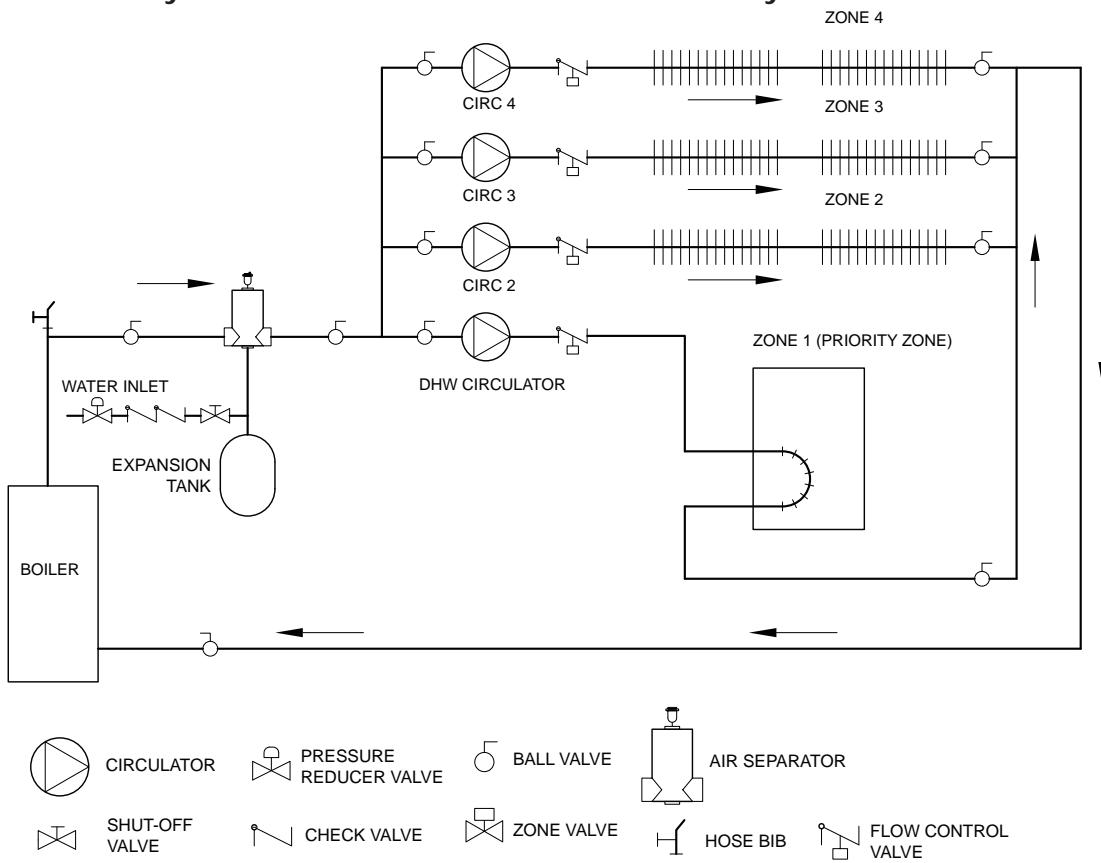 ZONE 4
CIRC 4
ZONE 3
CIRC 3
ZONE 2
CIRC 2
ZONE 1 (PRIORITY ZONE)
DHW CIRCULATOR
WATER INLET
EXPANSION
TANK
BOILER
CIRCULATOR
PRESSURE
REDUCER VALVE
BALL VALVE
AIR SEPARATOR
SHUT-OFF
VALVE
CHECK VALVE
ZONE VALVE
HOSE BIB
FLOW CONTROL
VALVE